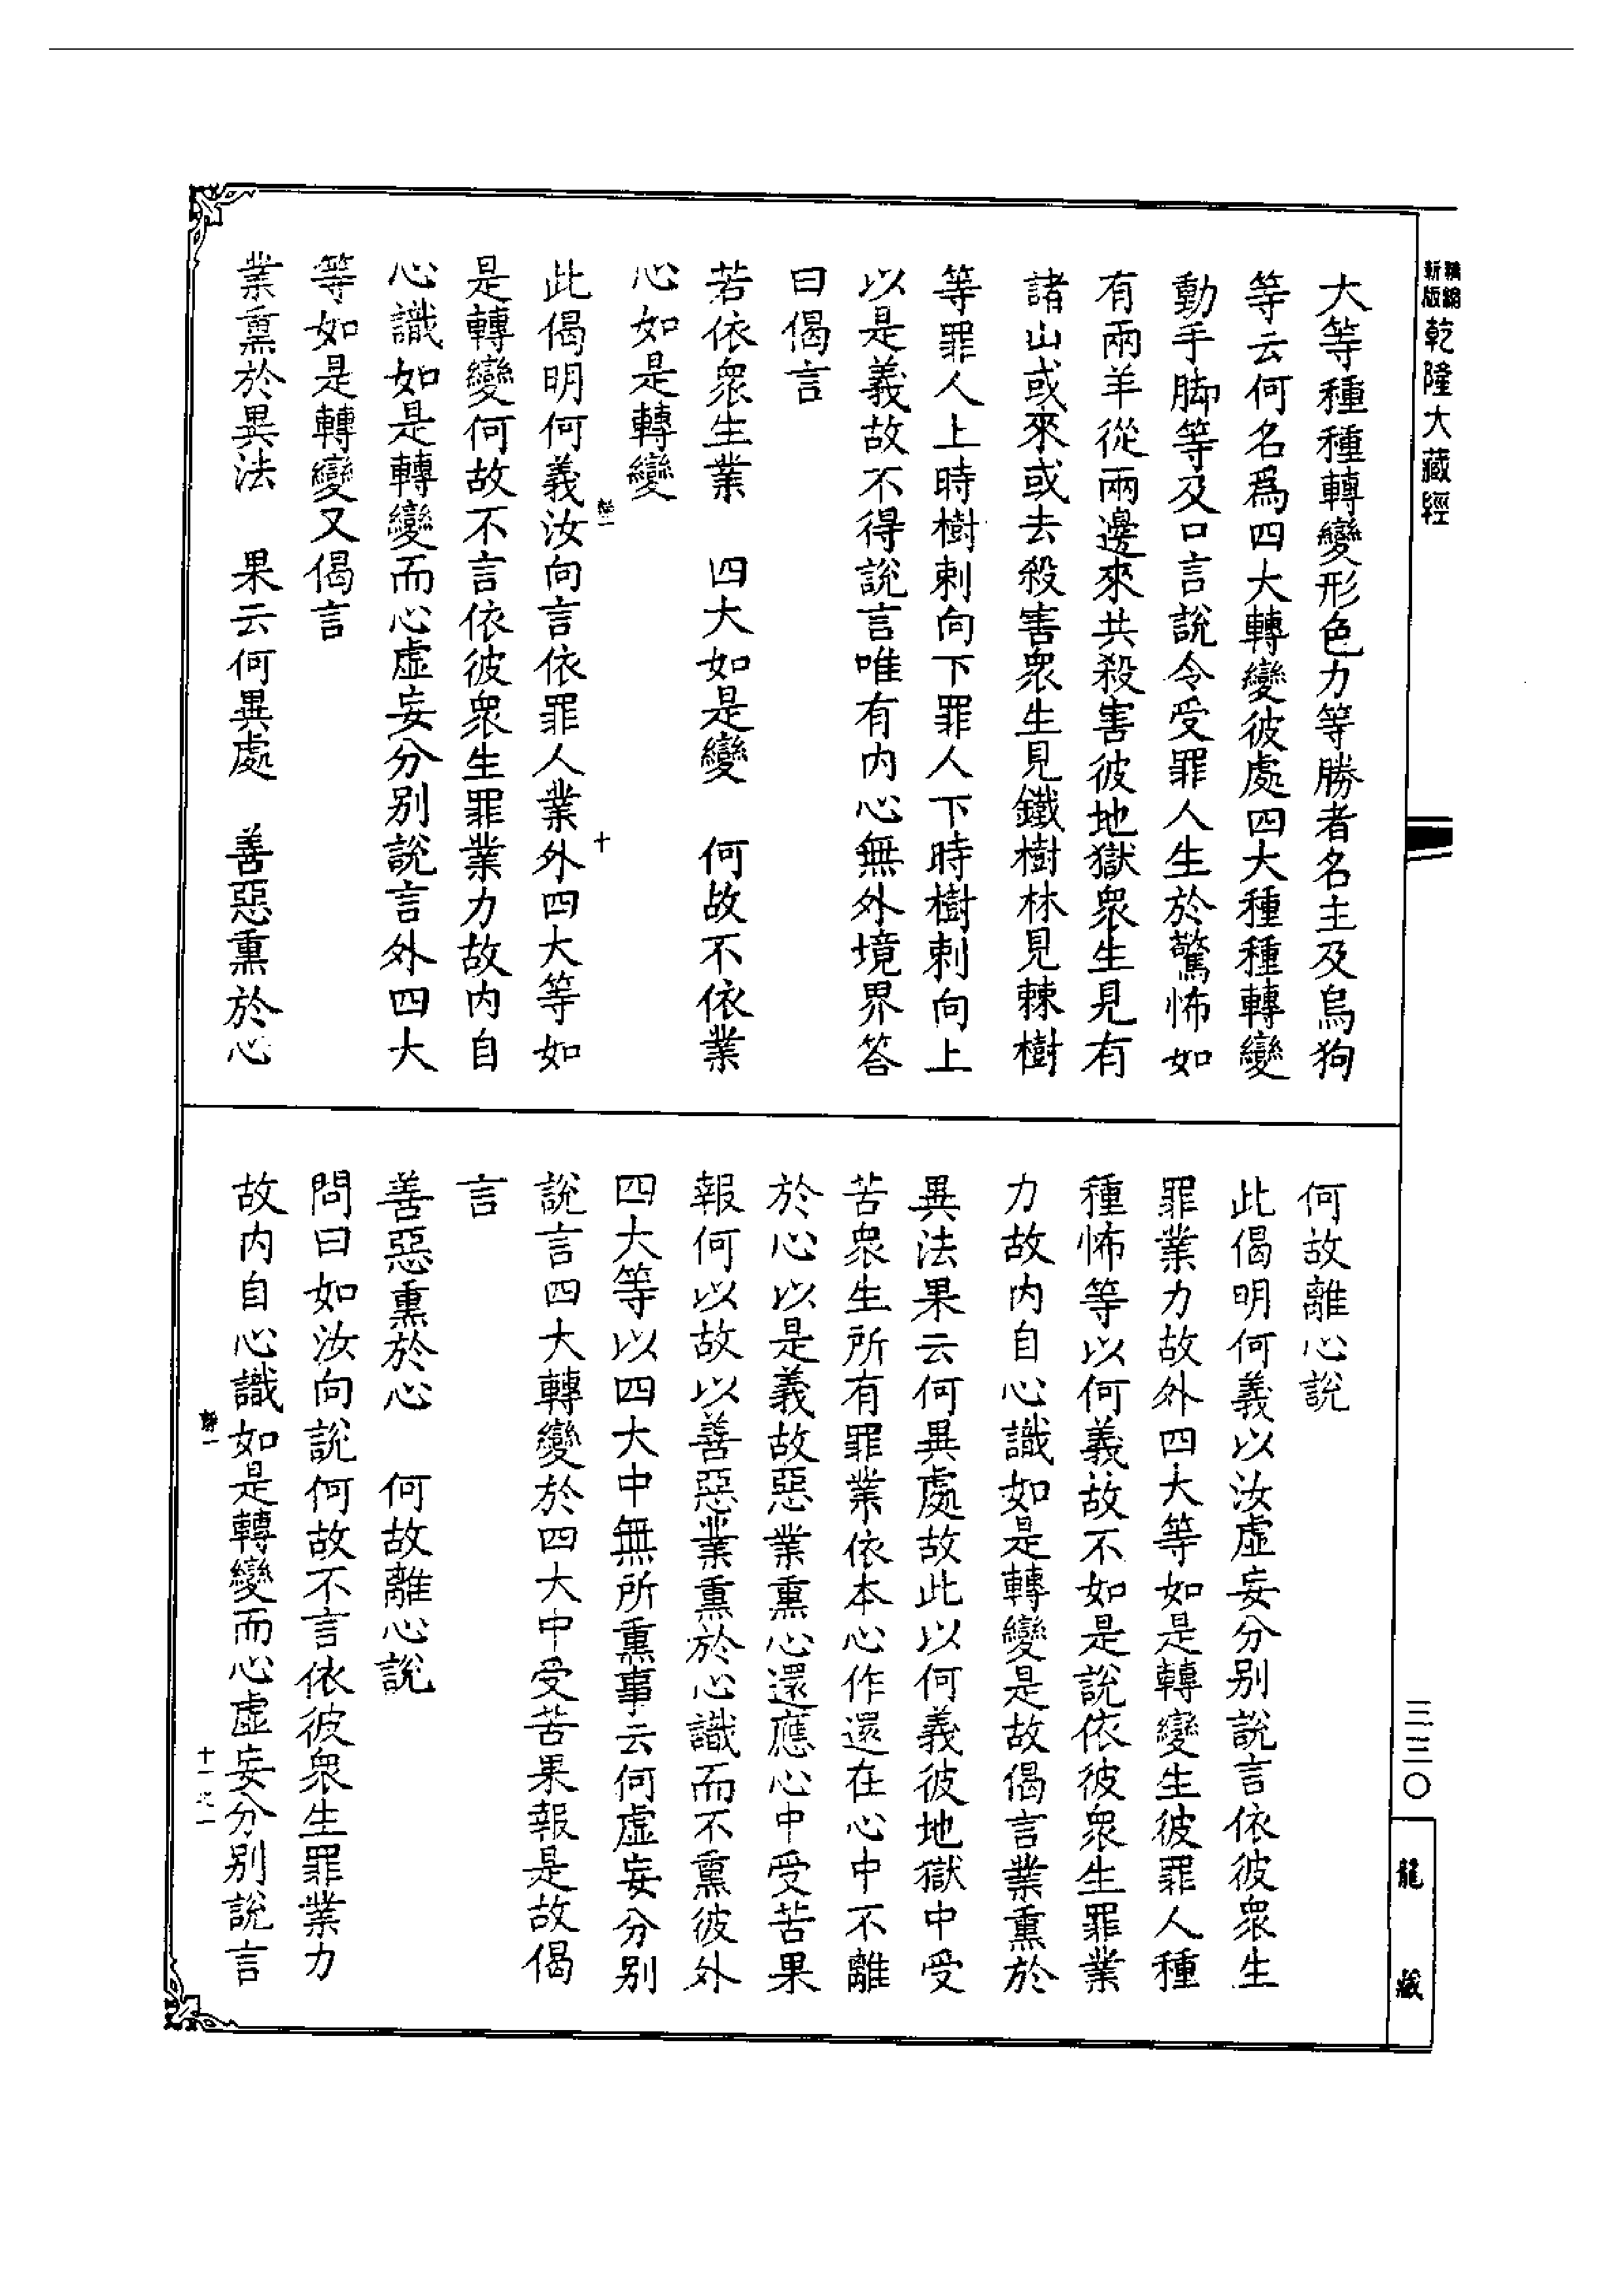 新編
新版
乾隆大藏經
大等種種轉變形色力等勝者名主及烏狗
等云何名爲四大轉變彼處四大種種轉變
動手脚等及口言說令受罪人生於驚怖如
有兩羊從兩邊來共殺害彼地獄衆生見有
諸山或來或去殺害衆生見鐵樹林見棘樹
等罪人上時樹刺向下罪人下時樹刺向上
以是義故不得說言唯有内心無外境界答
曰偈言
若依衆生業　四大如是變　何故不依業
心如是轉變
此偈明何義汝向言依罪人業外四大等如
是轉變何故不言依彼衆生罪業力故内自
心識如是轉變而心虛妄分别說言外四大
等如是轉變又偈言
業熏於異法　果云何異處　善惡熏於心
何故離心說
此偈明何義以汝虛妄分别說言依彼衆生
罪業力故外四大等如是轉變生彼罪人種
種怖等以何義故不如是說依彼衆生罪業
力故内自心識如是轉變是故偈言業熏於
異法果云何異處故此以何義彼地獄中受
苦衆生所有罪業依本心作還在心中不離
於心以是義故惡業熏心還應心中受苦果
報何以故以善惡業熏於心識而不熏彼外
四大等以四大中無所熏事云何虛妄分别
說言四大轉變於四大中受苦果報是故偈
言
善惡熏於心　何故離心說
問曰如汝向說何故不言依彼衆生罪業力
故内自心識如是轉變而心虛妄分别說言
十
十一之一
三三〇
龍藏